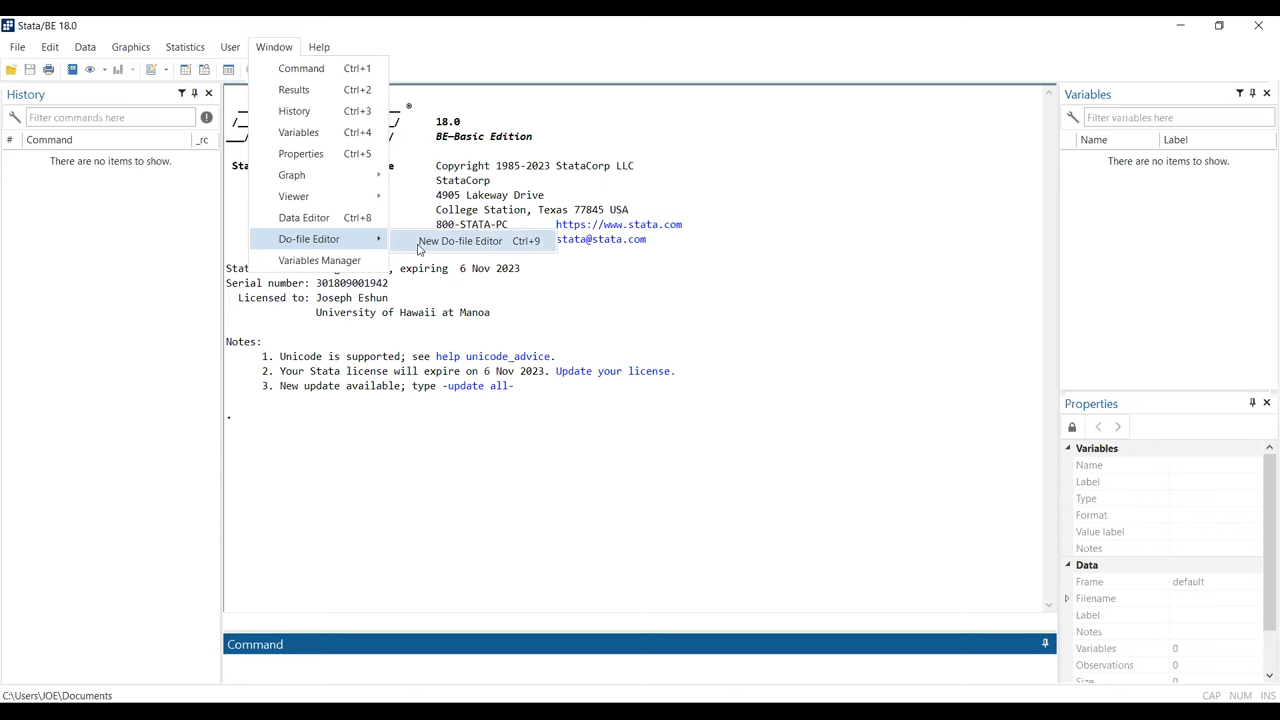 Stata/BE 18.0
File Edit Data Graphics Statistics User Window Help
Command Ctrl+1
Results Ctrl+2
History Ctrl+3
Variables Ctrl+4
Properties Ctrl+5
Graph
Viewer
Data Editor Ctrl+8
Do-file Editor
Variables Manager
New Do-file Editor Ctrl+9
History
Filter commands here
# Command _rc
There are no items to show.
®
18.0
BE—Basic Edition
Copyright 1985-2023 StataCorp LLC
StataCorp
4905 Lakeway Drive
College Station, Texas 77845 USA
800-STATA-PC https://www.stata.com
stata@stata.com
, expiring 6 Nov 2023
Serial number: 301809001942
Licensed to: Joseph Eshun
University of Hawaii at Manoa
Notes:
1. Unicode is supported; see help unicode_advice.
2. Your Stata license will expire on 6 Nov 2023. Update your license.
3. New update available; type -update all-
.
Command
Variables
Filter variables here
Name Label
There are no items to show.
Properties
Variables
Name
Label
Type
Format
Value label
Notes
Data
Frame default
Filename
Label
Notes
Variables 0
Observations 0
C:\Users\JOE\Documents
CAP NUM INS